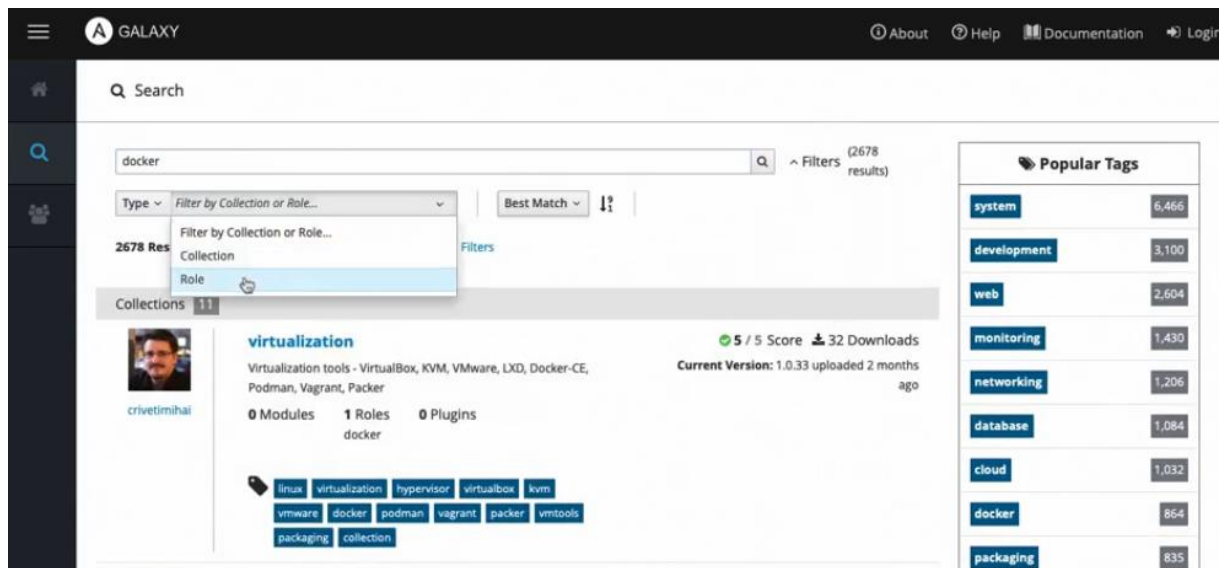 GALAXY
About Help Documentation Login
Search
docker
Filters (2678 results)
Type Filter by Collection or Role... Best Match
Filter by Collection or Role...
Collection
Role
2678 Res
Filters
Collections 11
virtualization
5 / 5 Score 32 Downloads
Virtualization tools - VirtualBox, KVM, VMware, LXD, Docker-CE,
Podman, Vagrant, Packer
Current Version: 1.0.33 uploaded 2 months
ago
crivetimihai
0 Modules 1 Roles 0 Plugins
docker
linux virtualization hypervisor virtualbox kvm
vmware docker podman vagrant packer vmtools
packaging collection
Popular Tags
system 6,466
development 3,100
web 2,604
monitoring 1,430
networking 1,206
database 1,084
cloud 1,032
docker 864
packaging 835